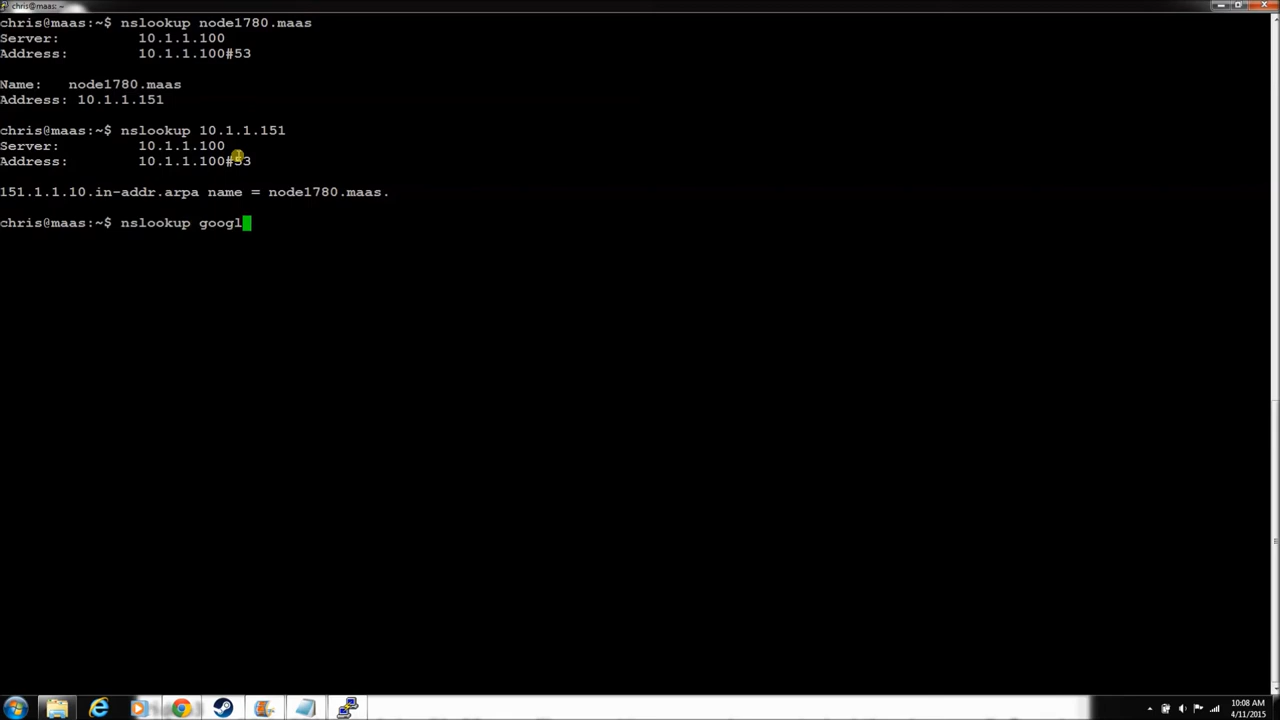 chris@maas: ~
chris@maas:~$ nslookup node1780.maas
Server:         10.1.1.100
Address:        10.1.1.100#53
Name:   node1780.maas
Address: 10.1.1.151
chris@maas:~$ nslookup 10.1.1.151
Server:         10.1.1.100
Address:        10.1.1.100#53
151.1.1.10.in-addr.arpa name = node1780.maas.
chris@maas:~$ nslookup googl
10:08 AM
4/11/2015